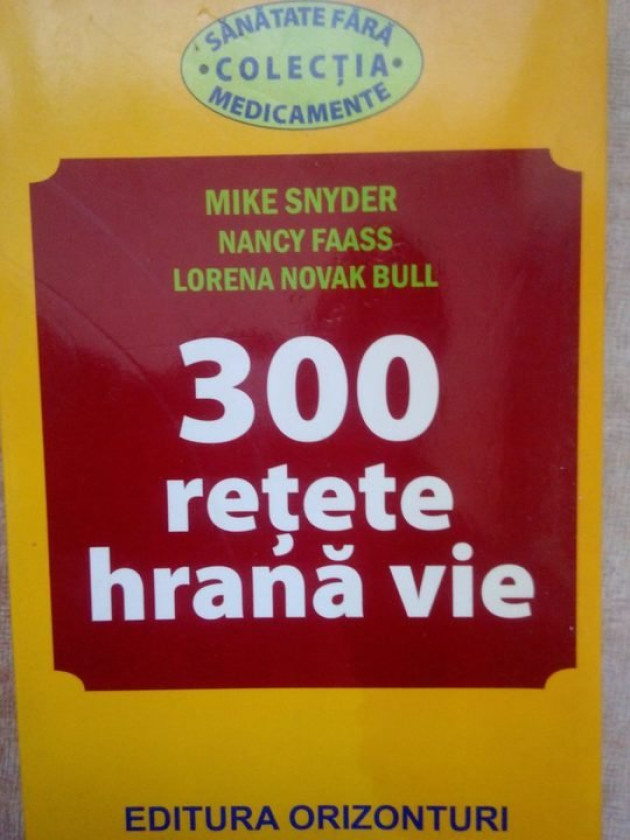 SĂNĂTATE FĂRĂ
• COLECȚIA •
MEDICAMENTE
MIKE SNYDER
NANCY FAASS
LORENA NOVAK BULL
300
rețete
hrană vie
EDITURA ORIZONTURI